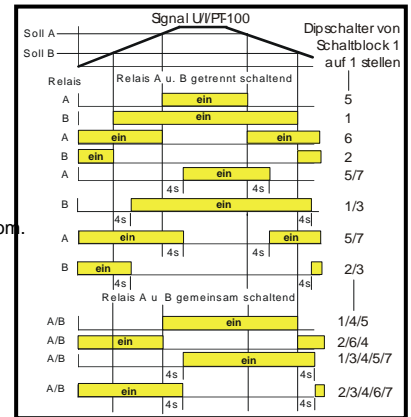 Signal U/I/PT-100
Soll A
Soll B
Dipschalter von
Schaltblock 1
auf 1 stellen
Relais
Relais A u. B getrennt schaltend
A ein 5
B ein 1
A ein ein 6
B ein 2
A ein 5/7
4s 4s
B ein 1/3
om.
4s 4s
A ein ein 5/7
4s 4s
B ein 2/3
4s 4s
Relais A u B gemeinsam schaltend
A/B ein 1/4/5
A/B ein 2/6/4
A/B ein 1/3/4/5/7
4s 4s
A/B ein 2/3/4/6/7
4s 4s